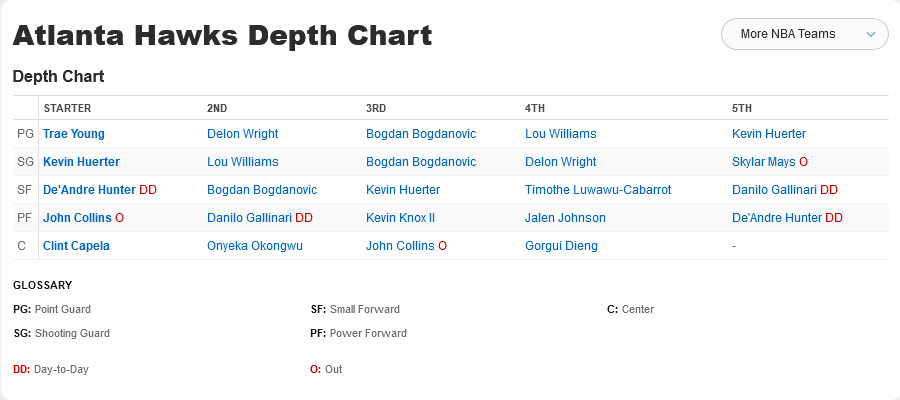 Atlanta Hawks Depth Chart
More NBA Teams
Depth Chart
STARTER 2ND 3RD 4TH 5TH
PG Trae Young Delon Wright Bogdan Bogdanovic Lou Williams Kevin Huerter
SG Kevin Huerter Lou Williams Bogdan Bogdanovic Delon Wright Skylar Mays O
SF De'Andre Hunter DD Bogdan Bogdanovic Kevin Huerter Timothe Luwawu-Cabarrot Danilo Gallinari DD
PF John Collins O Danilo Gallinari DD Kevin Knox II Jalen Johnson De'Andre Hunter DD
C Clint Capela Onyeka Okongwu John Collins O Gorgui Dieng -
GLOSSARY
PG: Point Guard SF: Small Forward C: Center
SG: Shooting Guard PF: Power Forward
DD: Day-to-Day O: Out